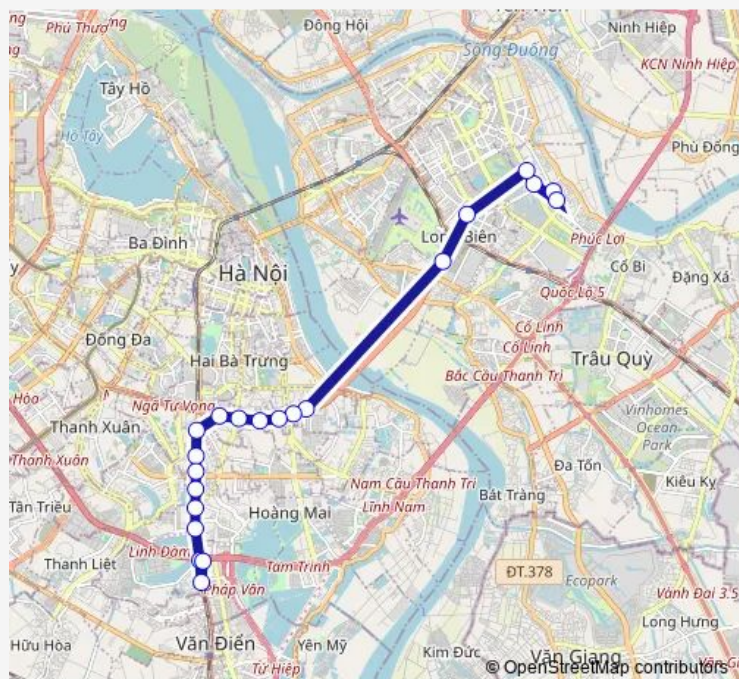 Đông Hội
Ninh Hiệp
Phú Thượng
Sông Đuống
KCN Ninh Hiệp
Tây Hồ
Hồ Tây
Phù Đổng
Ba Đình
Long Biên
Phúc Lợi
Hà Nội
Cổ Bi
Đặng Xá
Quốc Lộ 5
Đống Đa
Cổ Linh
Hai Bà Trưng
Cổ Linh
Trâu Quỳ
Bắc Cầu Thanh Trì
Hòa
Ngã Tư Vọng
Thanh Xuân
Vinhomes
Ocean
Park
Thanh Xuân
Đa Tốn
Nam Cầu Thanh Trì
Kiêu Kỵ
Tân Triều
Bát Tràng
Lĩnh Nam
Hoàng Mai
Linh Đàm
Thanh Liệt
Tam Trinh
ĐT.378
Ecopark
Pháp Vân
Vành Đai 3.5
Long Hưng
Hữu Hòa
Văn Điển
Yên Mỹ
Kim Đức
Văn Giang
Tứ Hiệp
© OpenStreetMap contributors